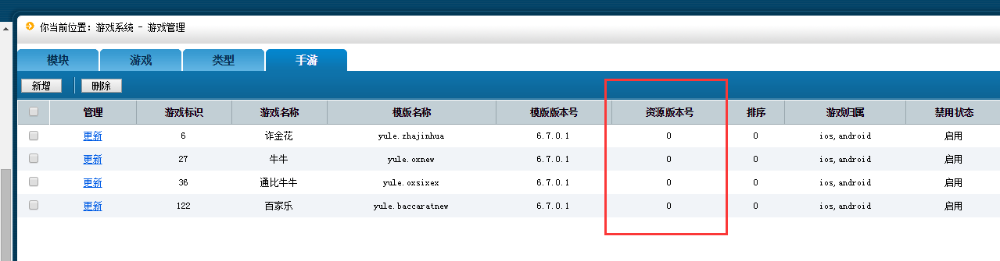 你当前位置：游戏系统 - 游戏管理
模块 游戏 类型 手游
新增 删除
管理 游戏标识 游戏名称 模版名称 模版版本号 资源版本号 排序 游戏归属 禁用状态
更新 6 诈金花 yule.zhajinhua 6.7.0.1 0 0 ios,android 启用
更新 27 牛牛 yule.oxnew 6.7.0.1 0 0 ios,android 启用
更新 36 通比牛牛 yule.oxsixex 6.7.0.1 0 0 ios,android 启用
更新 122 百家乐 yule.baccaratnew 6.7.0.1 0 0 ios,android 启用